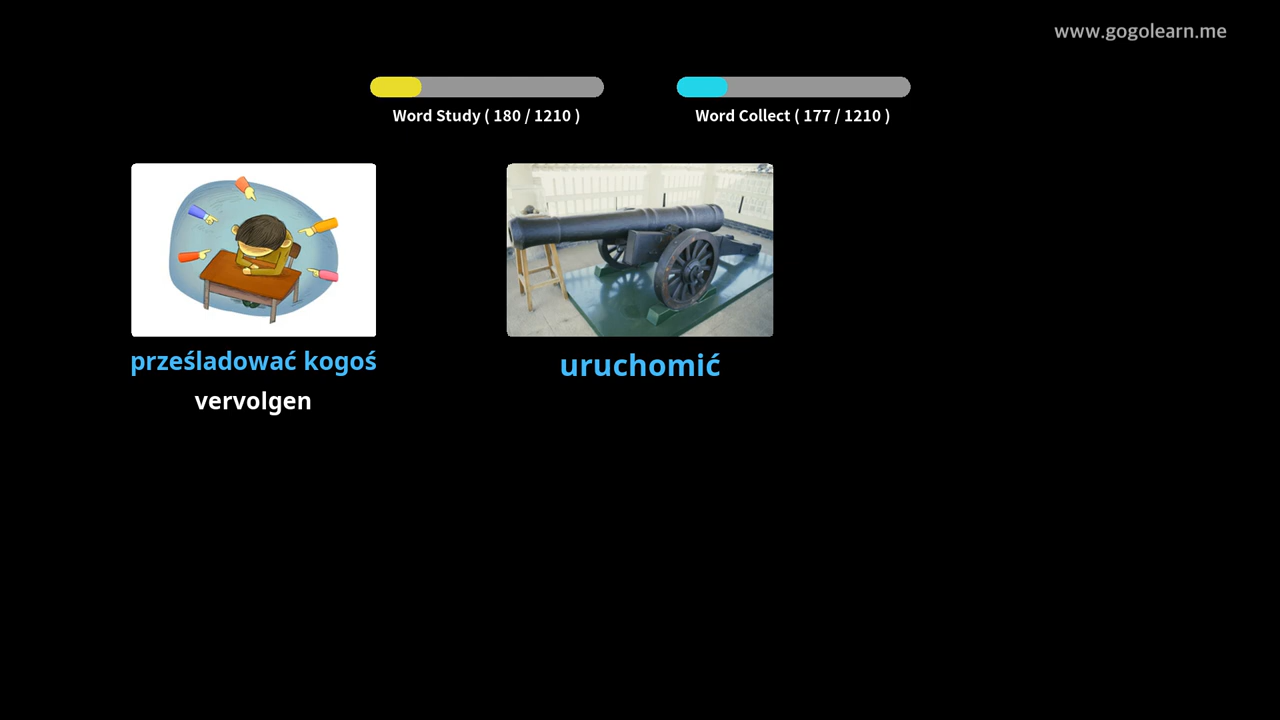 www.gogolearn.me
Word Study ( 180 / 1210 )
Word Collect ( 177 / 1210 )
prześladować kogoś
vervolgen
uruchomić